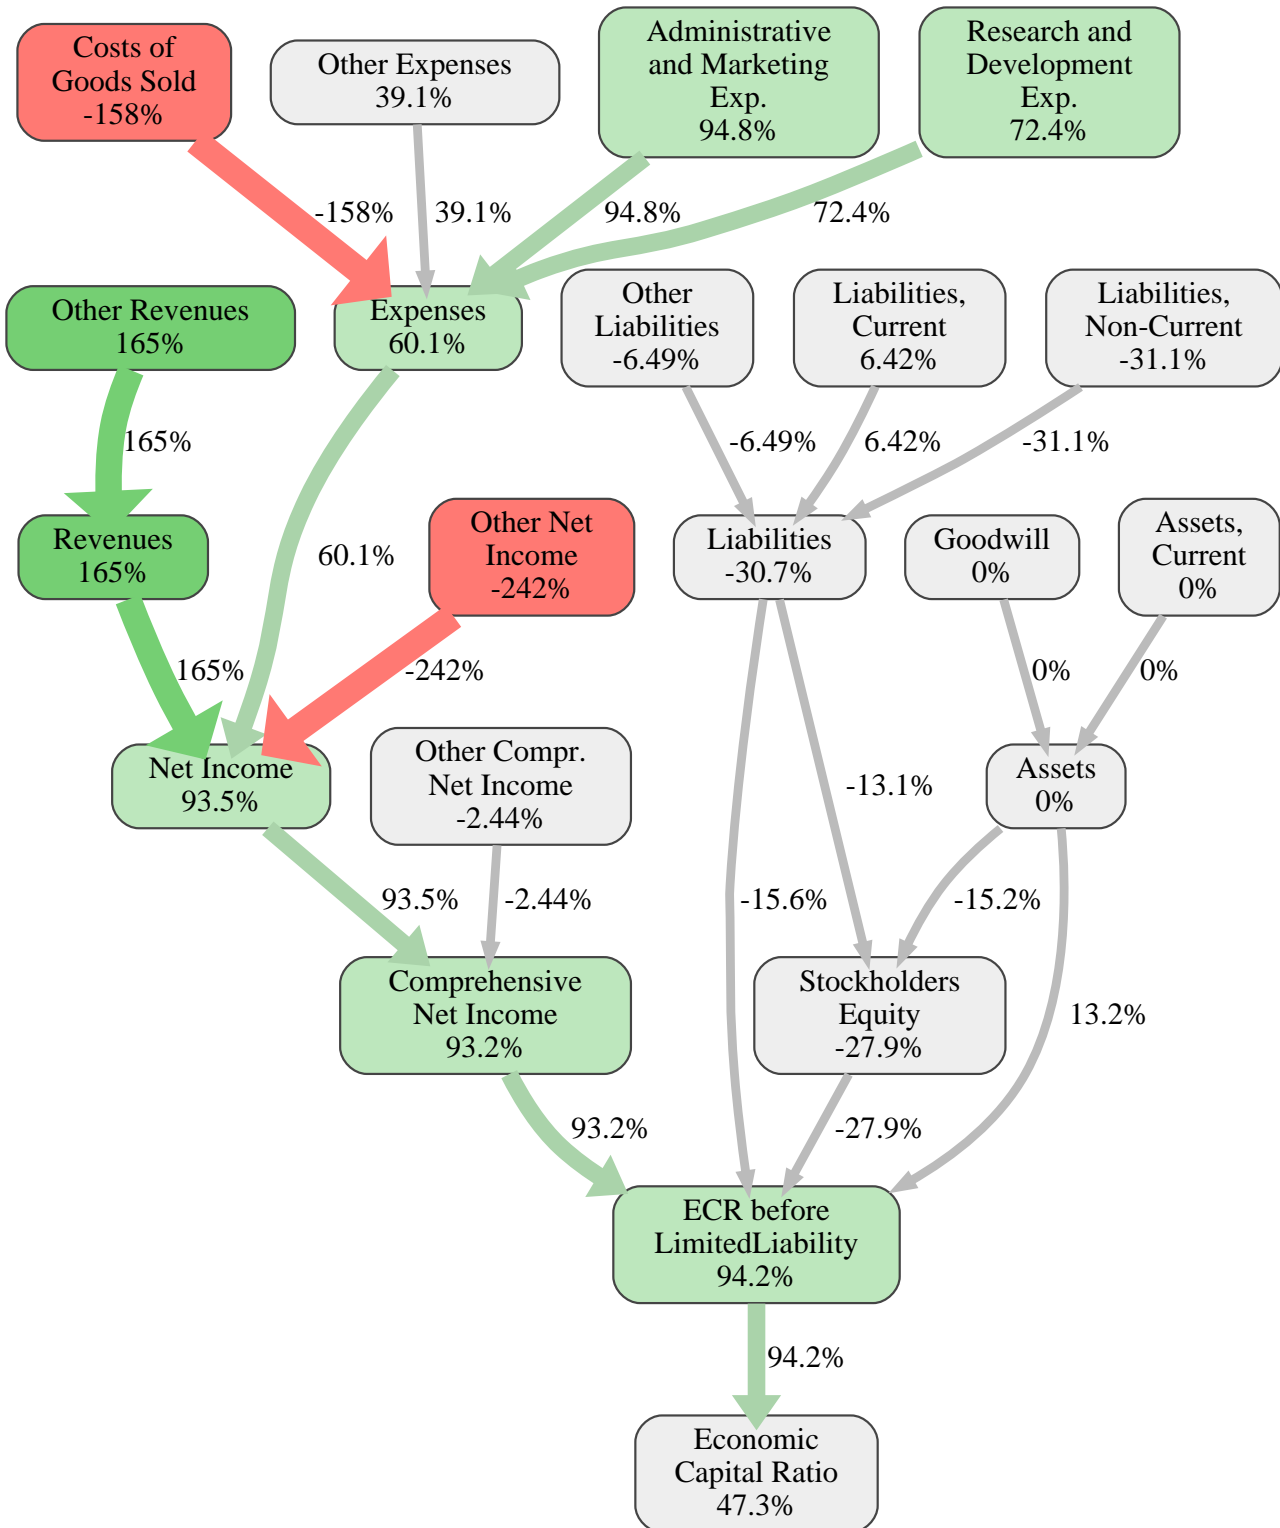 Costs of
Goods Sold
-158%
Other Expenses
39.1%
Administrative
and Marketing
Exp.
94.8%
Research and
Development
Exp.
72.4%
-158%
39.1%
94.8%
72.4%
Other Revenues
165%
Expenses
60.1%
Other
Liabilities
-6.49%
Liabilities,
Current
6.42%
Liabilities,
Non-Current
-31.1%
165%
-6.49%
6.42%
-31.1%
Revenues
165%
60.1%
Other Net
Income
-242%
Liabilities
-30.7%
Goodwill
0%
Assets,
Current
0%
165%
-242%
0%
0%
Net Income
93.5%
Other Compr.
Net Income
-2.44%
-13.1%
Assets
0%
93.5%
-2.44%
-15.6%
-15.2%
Comprehensive
Net Income
93.2%
Stockholders
Equity
-27.9%
13.2%
93.2%
-27.9%
ECR before
LimitedLiability
94.2%
94.2%
Economic
Capital Ratio
47.3%